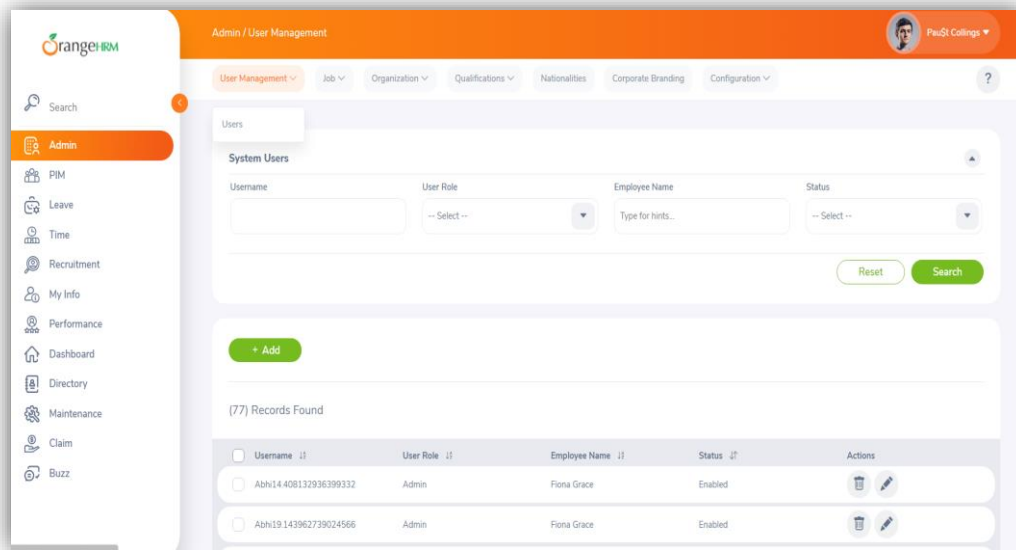 OrangeHRM
Admin / User Management
Pau$t Collings
User Management Job Organization Qualifications Nationalities Corporate Branding Configuration ?
Users
Search
Admin
PIM
Leave
Time
Recruitment
My Info
Performance
Dashboard
Directory
Maintenance
Claim
Buzz
System Users
Username User Role Employee Name Status
-- Select -- Type for hints... -- Select --
Reset Search
+ Add
(77) Records Found
Username User Role Employee Name Status Actions
Abhi14.408132936399332 Admin Fiona Grace Enabled
Abhi19.143962739024566 Admin Fiona Grace Enabled